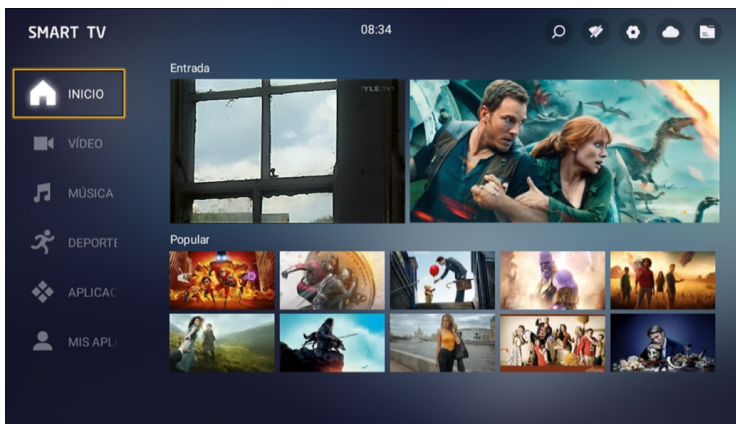 SMART TV
08:34
INICIO
VÍDEO
MÚSICA
DEPORTE
APLICAC
MIS APLI
Entrada
Popular